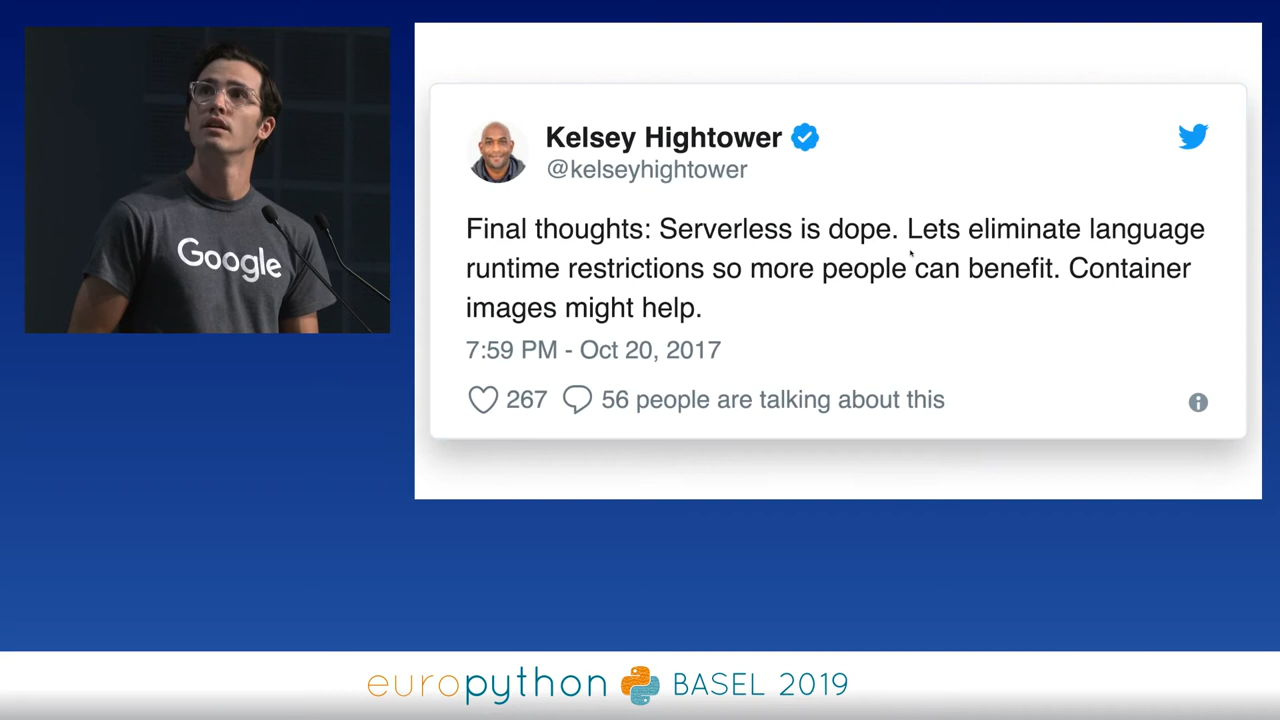 Google
Kelsey Hightower
@kelseyhightower
Final thoughts: Serverless is dope. Lets eliminate language
runtime restrictions so more people can benefit. Container
images might help.
7:59 PM - Oct 20, 2017
267 56 people are talking about this
europython BASEL 2019